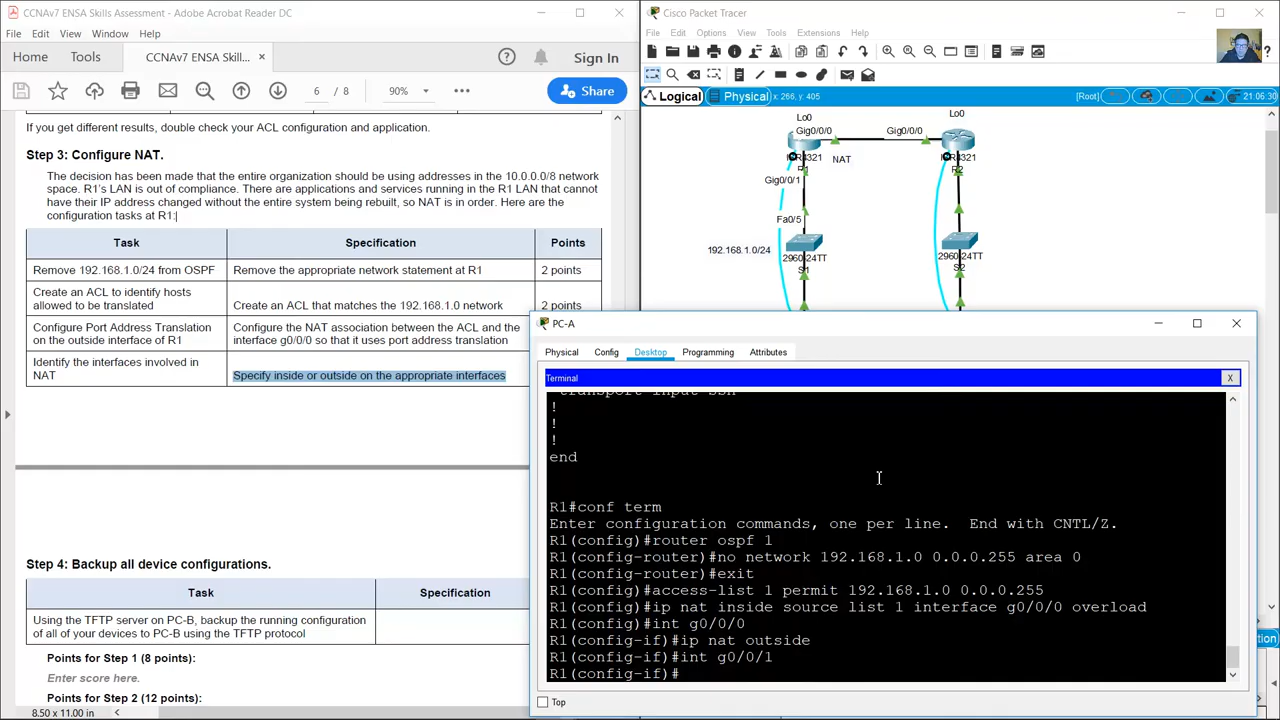 CCNAv7 ENSA Skills Assessment - Adobe Acrobat Reader DC
File Edit View Window Help
Home Tools CCNAv7 ENSA Skills... × Sign In
6 / 8 90% Share
If you get different results, double check your ACL configuration and application.
Step 3: Configure NAT.
The decision has been made that the entire organization should be using addresses in the 10.0.0.0/8 network
space. R1 LAN is out of compliance. There are applications and services running in the R1 LAN that cannot
have their IP address changed without the entire system being rebuilt, so NAT is in order. Here are the
configuration tasks at R1:
Task Specification Points
Remove 192.168.1.0/24 from OSPF Remove the appropriate network statement at R1 2 points
Create an ACL to identify hosts
allowed to be translated Create an ACL that matches the 192.168.1.0 network 2 points
Configure Port Address Translation Configure the NAT association between the ACL and the
on the outside interface of R1 interface g0/0/0 so that it uses port address translation
Identify the interfaces involved in
NAT Specify inside or outside on the appropriate interfaces
Step 4: Backup all device configurations.
Task Specification
Using the TFTP server on PC-B, backup the running configuration
of all of your devices to PC-B using the TFTP protocol
Points for Step 1 (8 points):
Enter score here.
Points for Step 2 (12 points):
8.50 x 11.00 in
Cisco Packet Tracer
File Edit Options View Tools Extensions Help
Logical Physical x: 266, y: 405 [Root] 21:06:30
Lo0 Lo0
Gig0/0/0 Gig0/0/0
ISR4321 NAT ISR4321
R1 R2
Gig0/0/1
Fa0/5
192.168.1.0/24
2960-24TT 2960-24TT
S1 S2
PC-A
Physical Config Desktop Programming Attributes
Terminal X
transport input ssh
!
!
!
end
R1#conf term
Enter configuration commands, one per line. End with CNTL/Z.
R1(config)#router ospf 1
R1(config-router)#no network 192.168.1.0 0.0.0.255 area 0
R1(config-router)#exit
R1(config)#access-list 1 permit 192.168.1.0 0.0.0.255
R1(config)#ip nat inside source list 1 interface g0/0/0 overload
R1(config)#int g0/0/0
R1(config-if)#ip nat outside
R1(config-if)#int g0/0/1
R1(config-if)#
Top